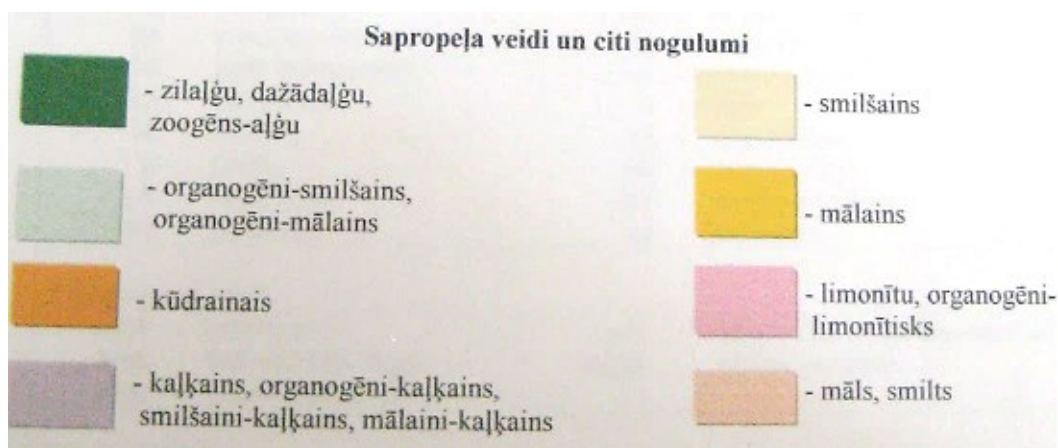 Sapropeļa veidi un citi nogulumi
- zilaļģu, dažādaļģu,
zoogēns-aļģu
- organogēni-smilšains,
organogēni-mālains
- kūdrainais
- kaļķains, organogēni-kaļķains,
smilšaini-kaļķains, mālaini-kaļķains
- smilšains
- mālains
- limonītu, organogēni-
limonītisks
- māls, smilts